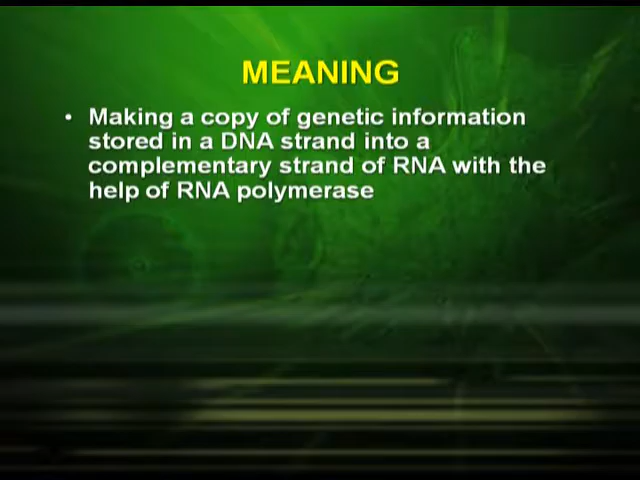 MEANING
• Making a copy of genetic information
stored in a DNA strand into a
complementary strand of RNA with the
help of RNA polymerase